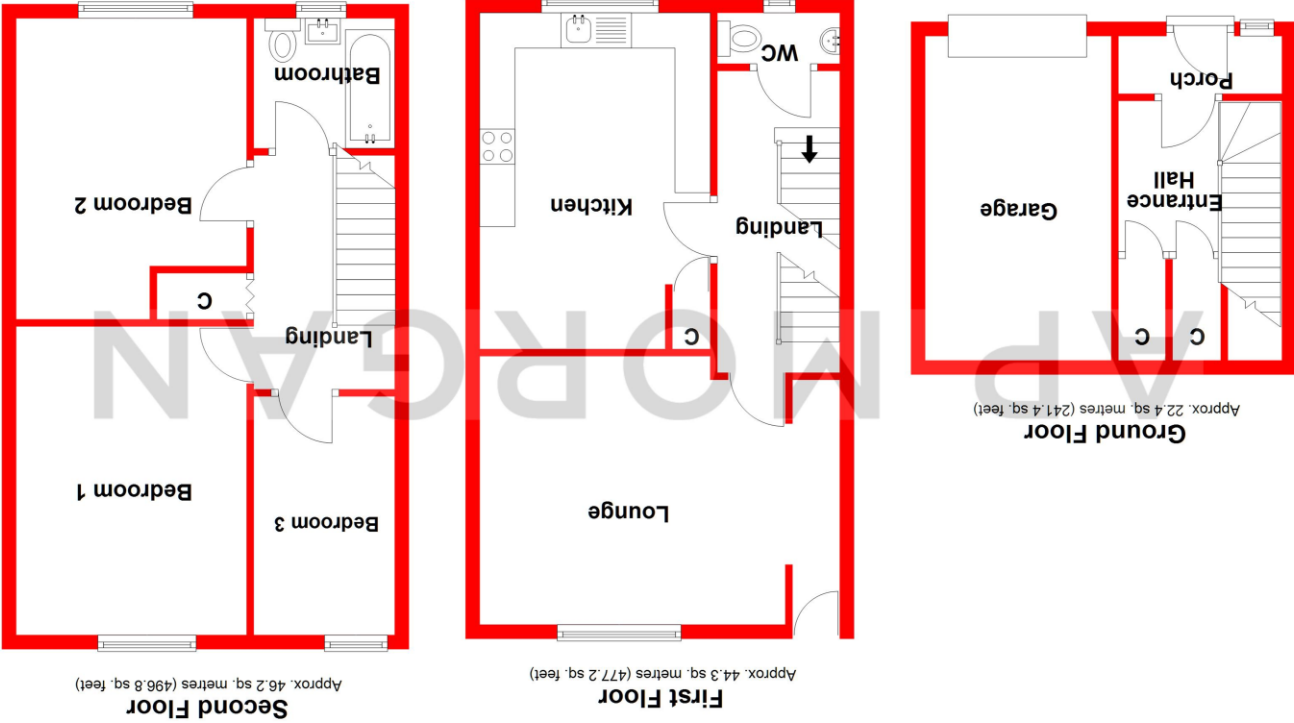 Ground Floor
Approx. 22.4 sq. metres (241.4 sq. feet)
C
C
Entrance
Hall
Garage
Porch
First Floor
Approx. 44.3 sq. metres (477.2 sq. feet)
Lounge
C
Landing
Kitchen
WC
Second Floor
Approx. 46.2 sq. metres (496.8 sq. feet)
Bedroom 3
Bedroom 1
Landing
C
Bedroom 2
Bathroom
AP MORGAN